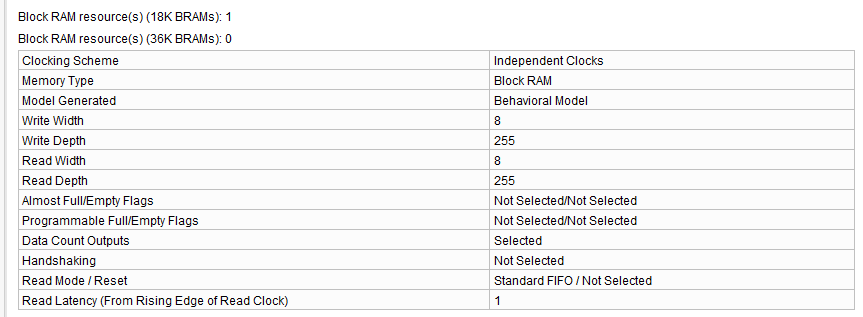 Block RAM resource(s) (18K BRAMs): 1
Block RAM resource(s) (36K BRAMs): 0
Clocking Scheme Independent Clocks
Memory Type Block RAM
Model Generated Behavioral Model
Write Width 8
Write Depth 255
Read Width 8
Read Depth 255
Almost Full/Empty Flags Not Selected/Not Selected
Programmable Full/Empty Flags Not Selected/Not Selected
Data Count Outputs Selected
Handshaking Not Selected
Read Mode / Reset Standard FIFO / Not Selected
Read Latency (From Rising Edge of Read Clock) 1